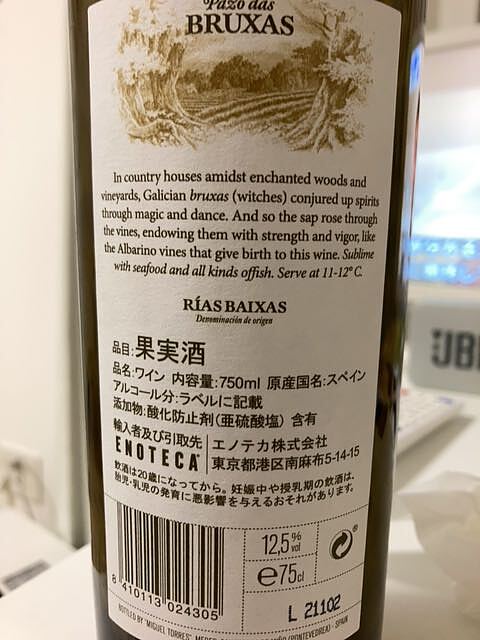 Pazo das
BRUXAS
In country houses amidst enchanted woods and
vineyards, Galician bruxas (witches) conjured up spirits
through magic and dance. And so the sap rose through
the vines, endowing them with strength and vigor, like
the Albarino vines that give birth to this wine. Sublime
with seafood and all kinds offish. Serve at 11-12° C.
RÍAS BAIXAS
Denominación de origen
品目:果実酒
品名:ワイン 内容量:750ml 原産国名:スペイン
アルコール分:ラベルに記載
添加物:酸化防止剤(亜硫酸塩) 含有
輸入者及び引取先
ENOTECA
エノテカ株式会社
東京都港区南麻布5-14-15
飲酒は20歳になってから。妊娠中や授乳期の飲酒は、
胎児・乳児の発育に悪影響を与えるおそれがあります。
8 410113 024305
12,5% vol
℮75cl
®
L 21102
BOTTLED BY "MIGUEL TORRES"
(PONTEVEDRA) - SPAIN
JB